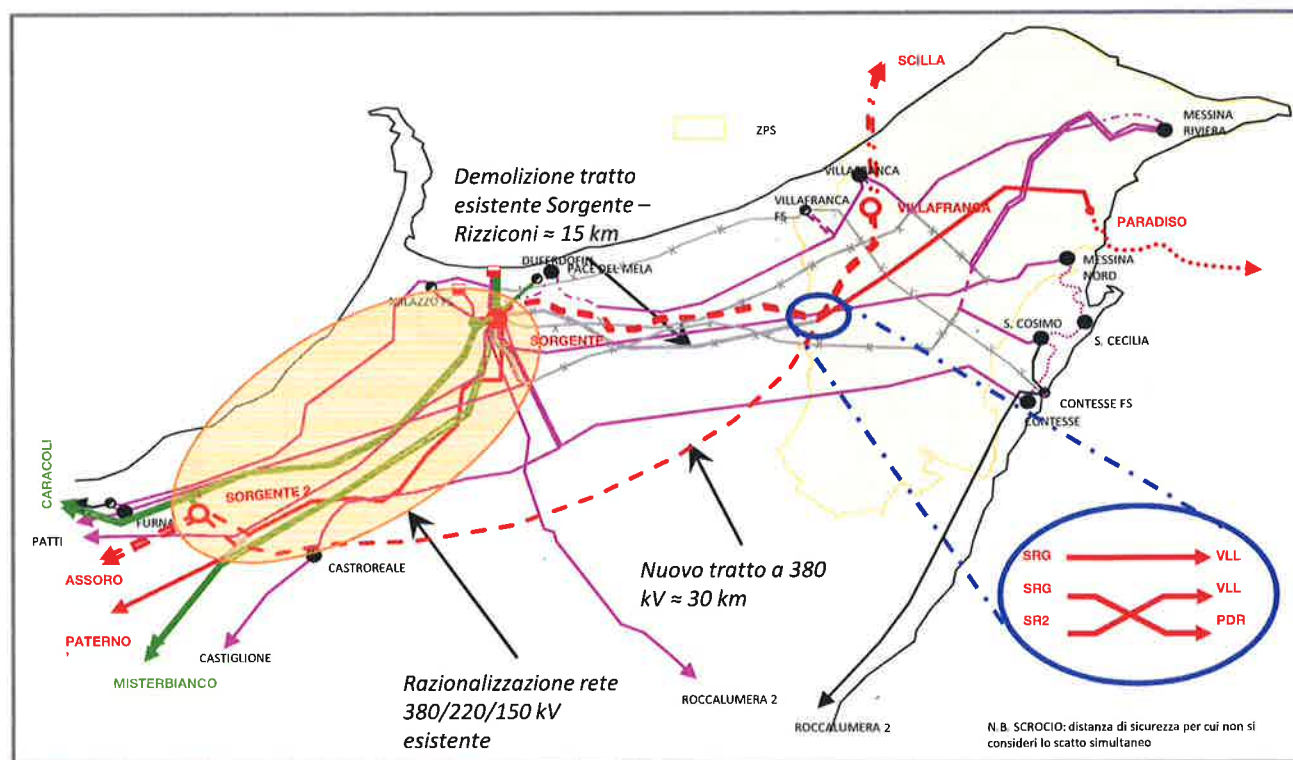 SCILLA
ZPS
MESSINA
RIVIERA
Demolizione tratto
esistente Sorgente –
Rizziconi ≈ 15 km
VILLAFRANCA
VILLAFRANCA
FS
VILLAFRANCA
PARADISO
DUFERDOFIN
PACE DEL MELA
MESSINA
NORD
MILAZZO FS
S. COSIMO
S. CECILIA
SORGENTE
CONTESSE FS
CONTESSE
CARACOLI
SORGENTE 2
FURNA
PATTI
ASSORO
CASTROREALE
Nuovo tratto a 380
kV ≈ 30 km
SRG
VLL
SRG
VLL
SR2
PDR
PATERNO
,
CASTIGLIONE
MISTERBIANCO
Razionalizzazione rete
380/220/150 kV
esistente
ROCCALUMERA 2
ROCCALUMERA 2
N.B. SCROCIO: distanza di sicurezza per cui non si
consideri lo scatto simultaneo